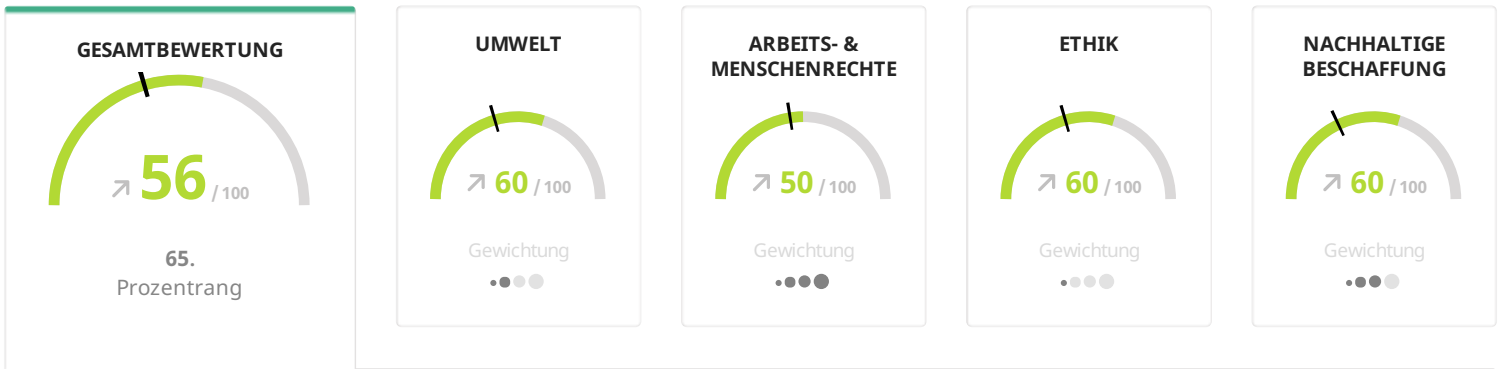 GESAMTBEWERTUNG
56 / 100
65.
Prozentrang
UMWELT
60 / 100
Gewichtung
ARBEITS- &
MENSCHENRECHTE
50 / 100
Gewichtung
ETHIK
60 / 100
Gewichtung
NACHHALTIGE
BESCHAFFUNG
60 / 100
Gewichtung